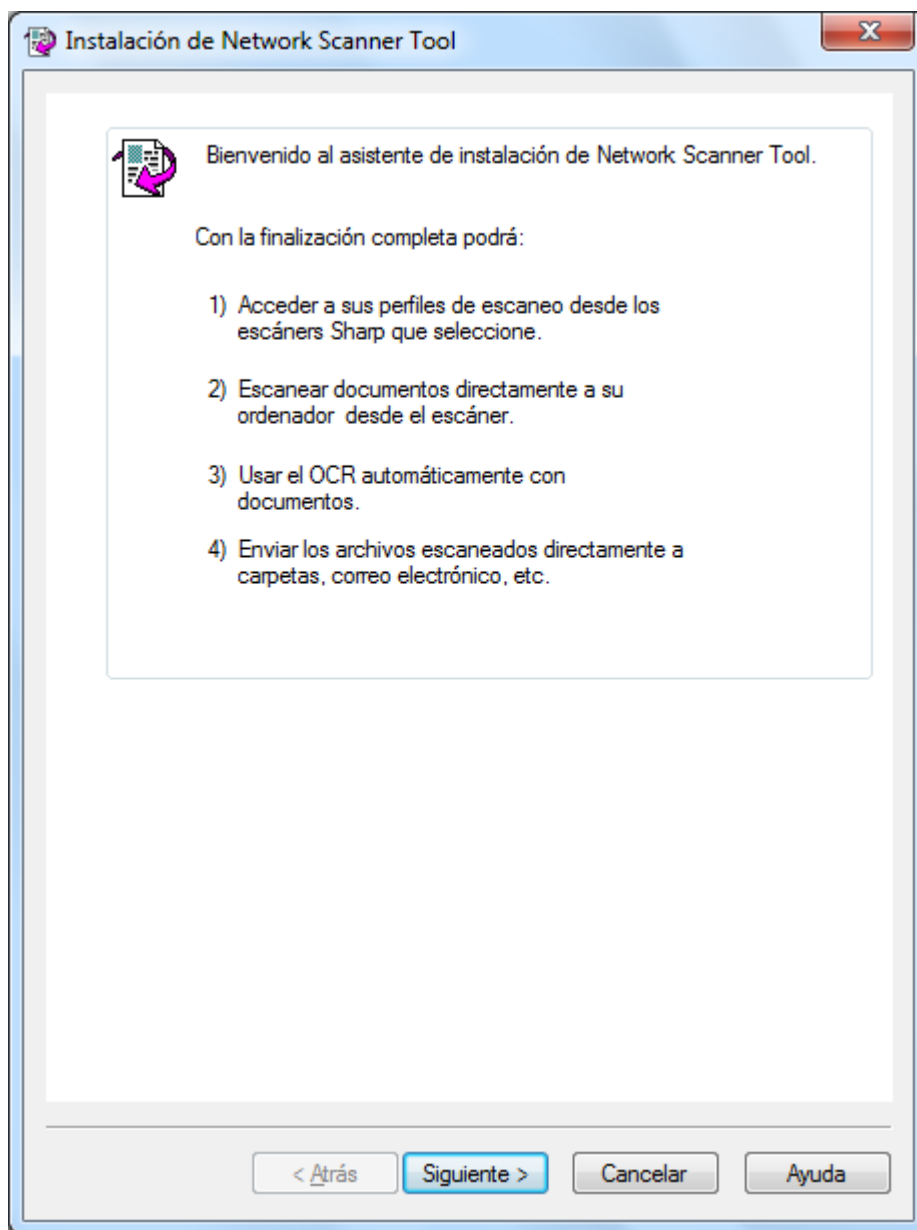 Instalación de Network Scanner Tool
Bienvenido al asistente de instalación de Network Scanner Tool.
Con la finalización completa podrá:
1) Acceder a sus perfiles de escaneo desde los
escáners Sharp que seleccione.
2) Escanear documentos directamente a su
ordenador desde el escáner.
3) Usar el OCR automáticamente con
documentos.
4) Enviar los archivos escaneados directamente a
carpetas, correo electrónico, etc.
< Atrás Siguiente > Cancelar Ayuda